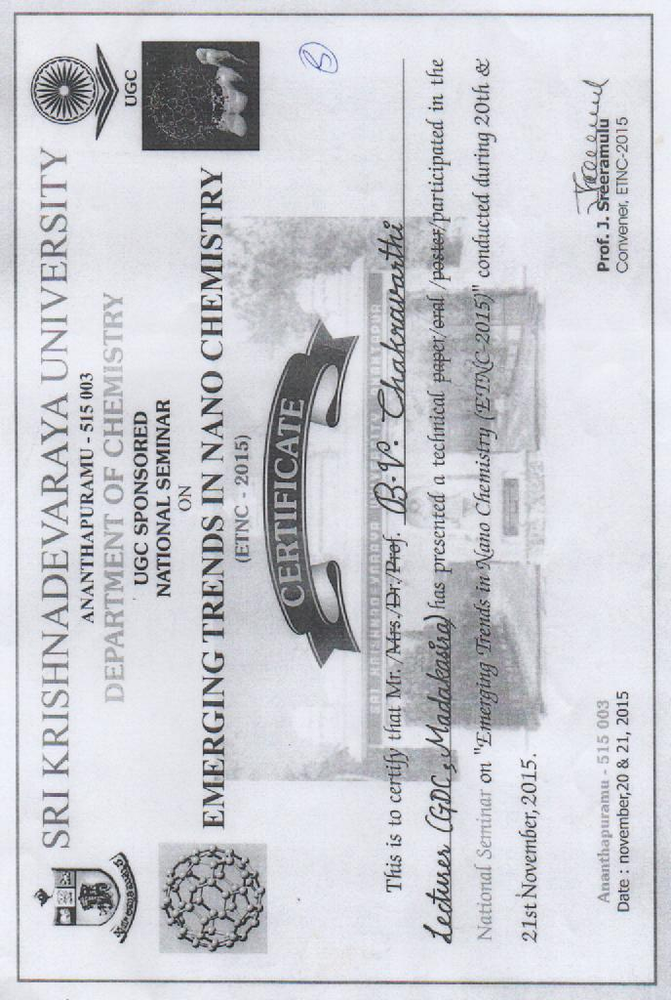 SRI KRISHNADEVARAYA UNIVERSITY
ANANTHAPURAMU - 515 003
DEPARTMENT OF CHEMISTRY
UGC
UGC SPONSORED
NATIONAL SEMINAR
ON
EMERGING TRENDS IN NANO CHEMISTRY
(ETNC - 2015)
CERTIFICATE
This is to certify that Mr./Mrs./Dr./Prof. B.V. Chakravarthi
Lecturer (GDC, Madakasira) has presented a technical paper/oral/poster/participated in the
National Seminar on "Emerging Trends in Nano Chemistry (ETNC-2015)" conducted during 20th &
21st November, 2015.
Ananthapuramu - 515 003
Date : november,20 & 21, 2015
Prof. J. Sreeramulu
Convener, ETNC-2015